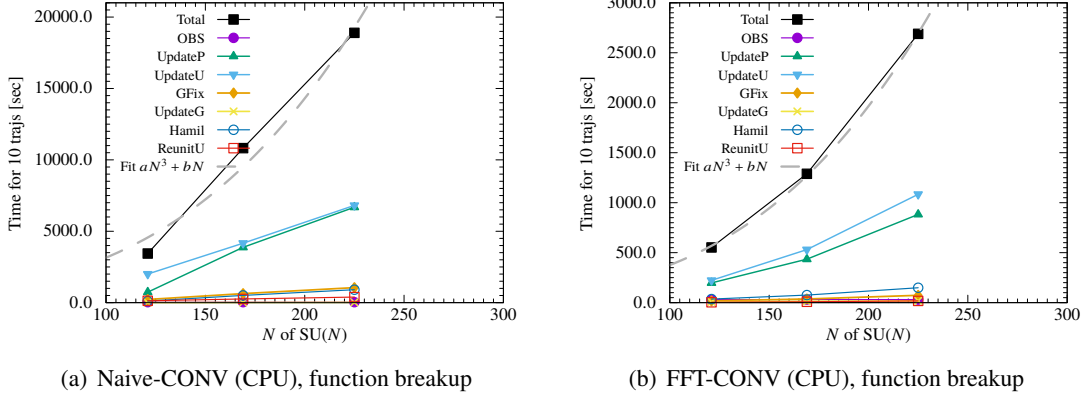 20000.0
15000.0
10000.0
5000.0
0.0
100
150
200
250
300
Time for 10 trajs [sec]
N of SU(N)
Total
OBS
UpdateP
UpdateU
GFix
UpdateG
Hamil
ReunitU
Fit aN³ + bN
(a) Naive-CONV (CPU), function breakup
3000.0
2500.0
2000.0
1500.0
1000.0
500.0
0.0
100
150
200
250
300
Time for 10 trajs [sec]
N of SU(N)
Total
OBS
UpdateP
UpdateU
GFix
UpdateG
Hamil
ReunitU
Fit aN³ + bN
(b) FFT-CONV (CPU), function breakup